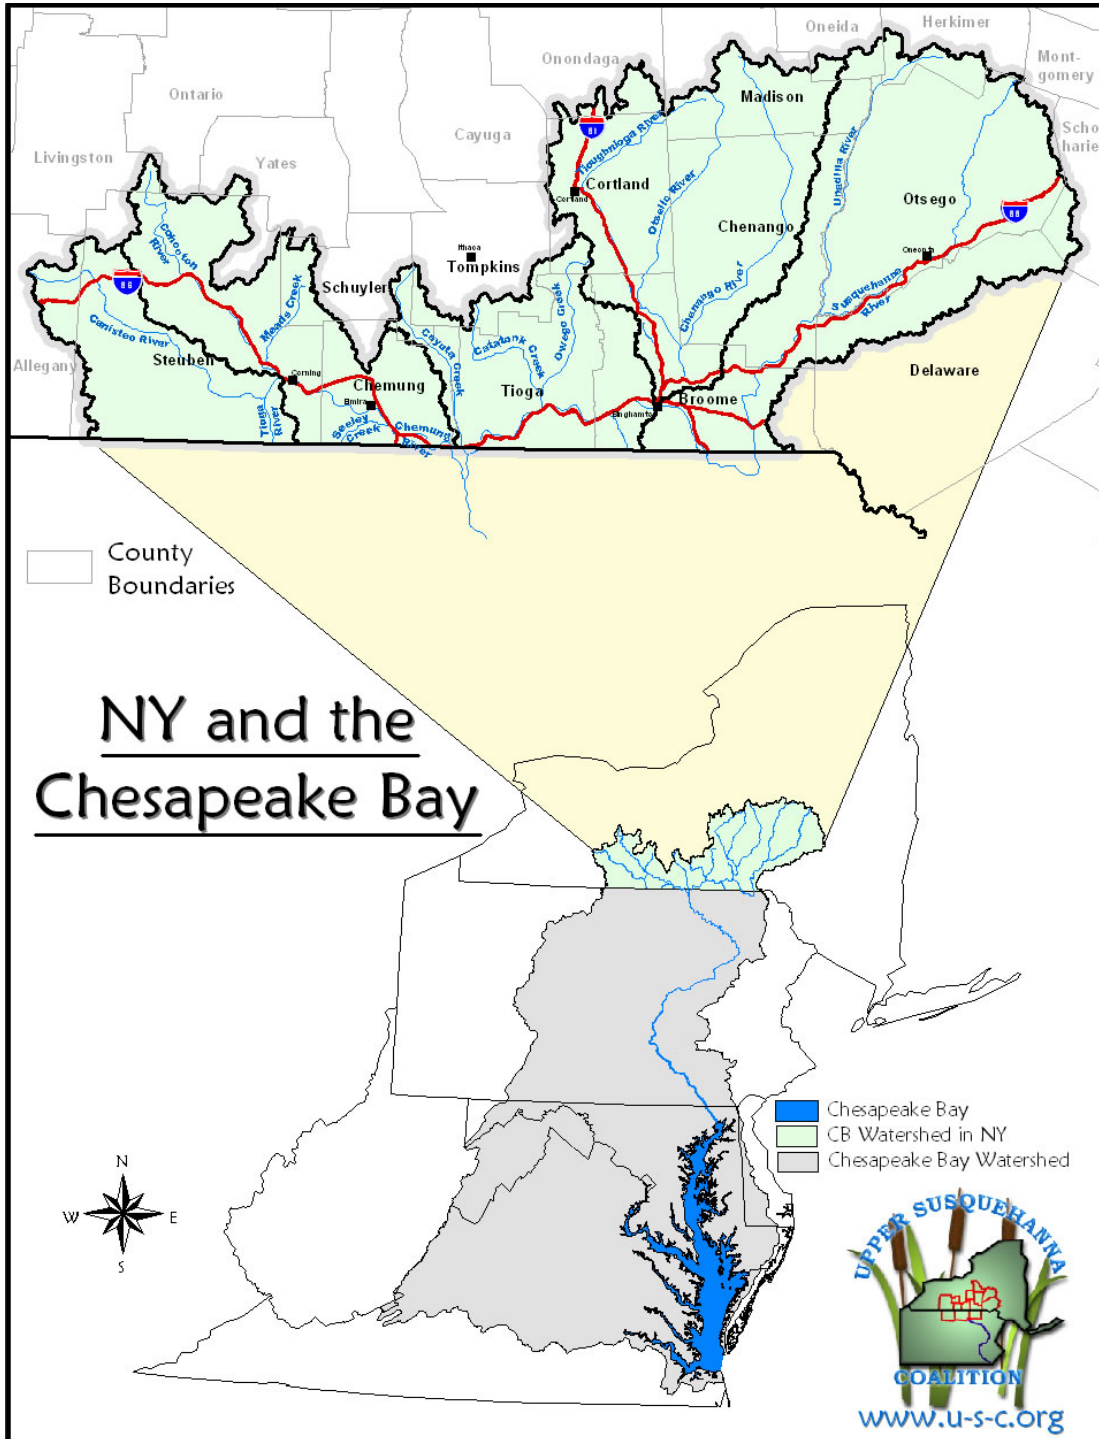 Oneida
Herkimer
Onondaga
Mont-
gomery
Ontario
Madison
Cayuga
81
Tioughnioga River
Scho
harie
Livingston
Yates
Unadilla River
Cortland
Cortland
Otselic River
Otsego
88
Chenango
Cohocton
River
Ithaca
Tompkins
Oneonta
86
Schuyler
Meads Creek
Chenango River
Susquehanna
River
Canisteo River
Cayuta Creek
Catatonk Creek
Owego Creek
Allegany
Steuben
Corning
Chemung
Tioga
Delaware
Elmira
Broome
Binghamto
Tioga
River
Seeley
Creek
Chemung
River
County
Boundaries
NY and the
Chesapeake Bay
Chesapeake Bay
CB Watershed in NY
Chesapeake Bay Watershed
N
W E
S
UPPER SUSQUEHANNA
COALITION
www.u-s-c.org